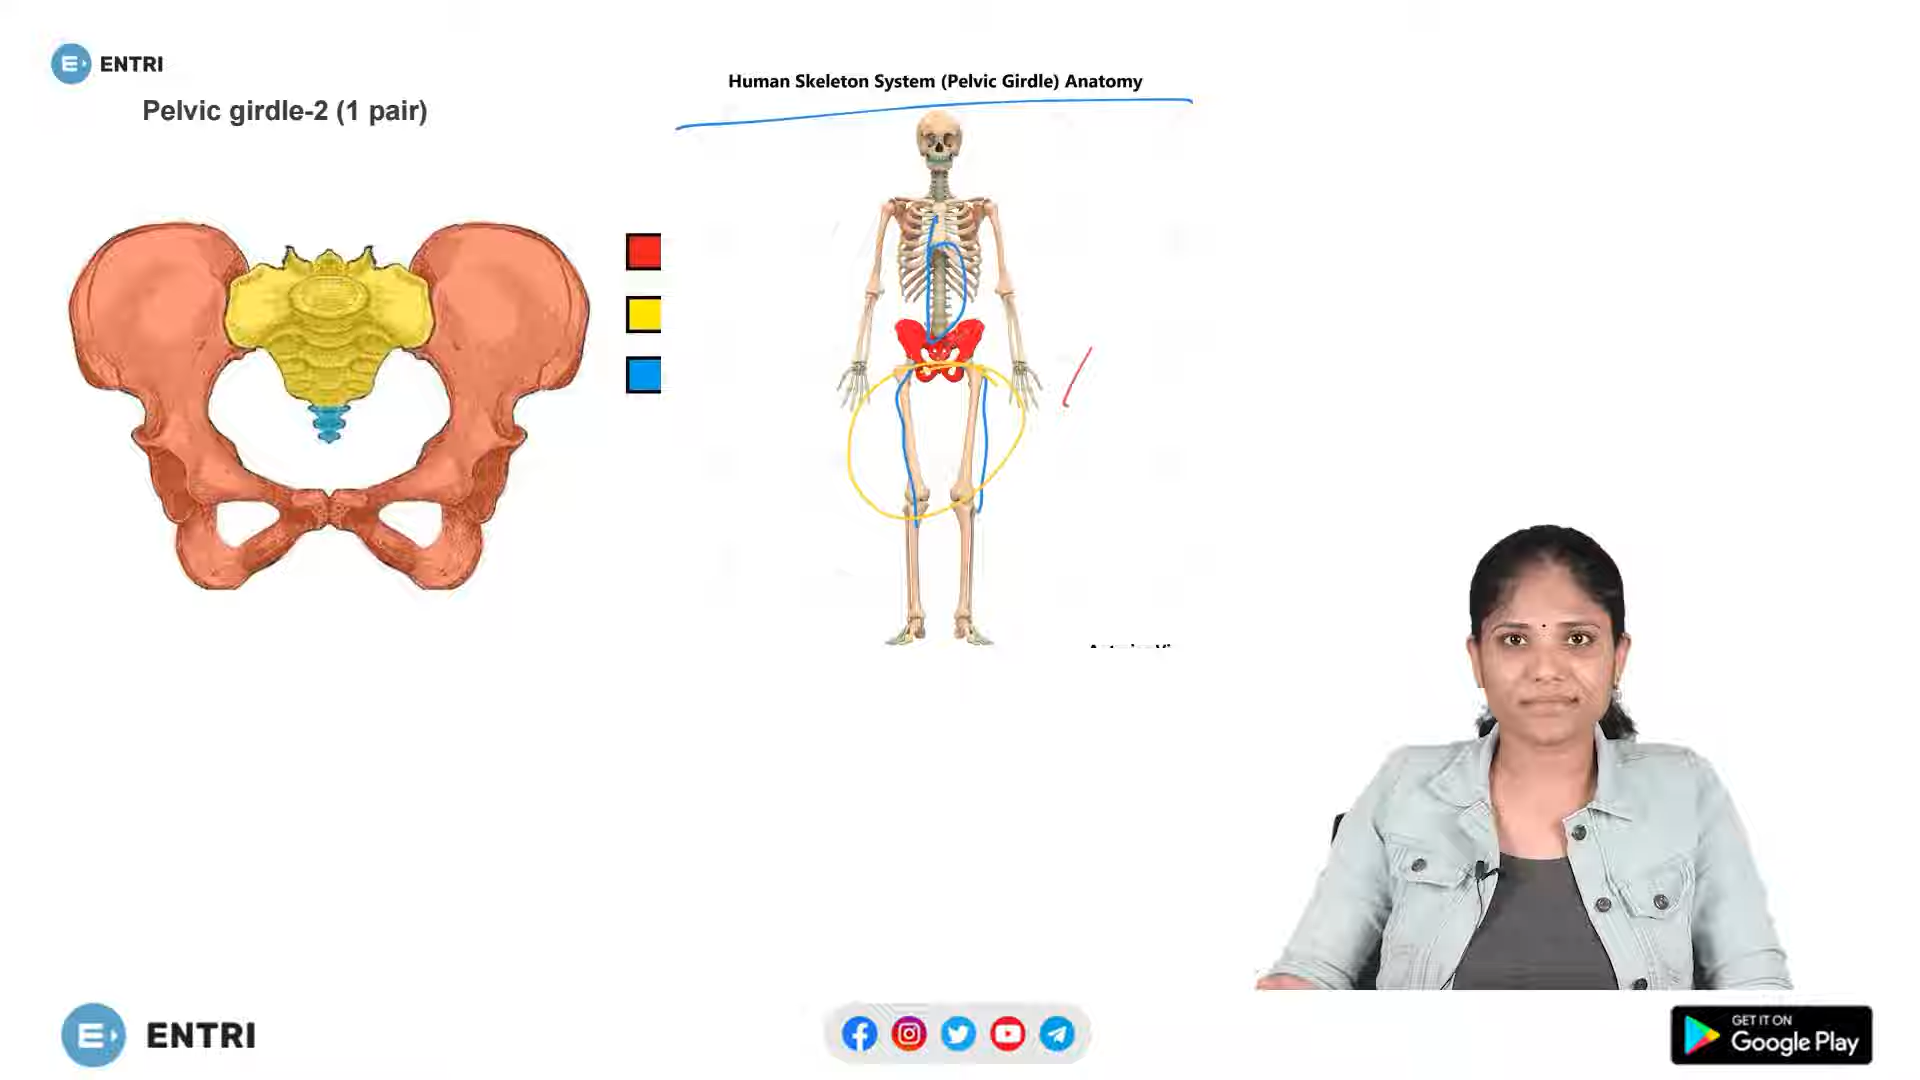 ENTRI
Human Skeleton System (Pelvic Girdle) Anatomy
Pelvic girdle-2 (1 pair)
ENTRI
GET IT ON
Google Play